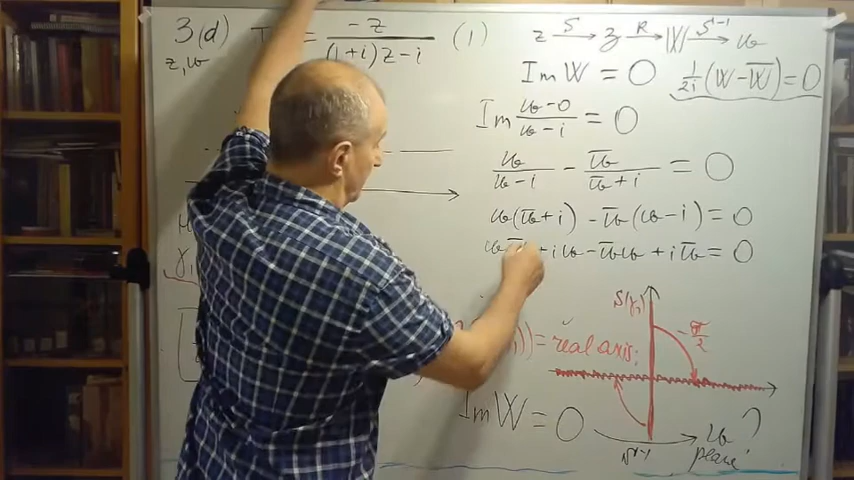 3(d) = -z / (1+i)z-i (1)
z, w
z S→ z R→ W S⁻¹→ w
Im W = 0 1/2i (W-W̅) = 0
Im w-0 / w-i = 0
w / w-i - w̅ / w̅+i = 0
w(w̅+i) - w̅(w-i) = 0
+iw - w̅w + iw̅ = 0
S(γ₁)
= real axis;
-π/2
Im W = 0
S⁻¹
w plane ?